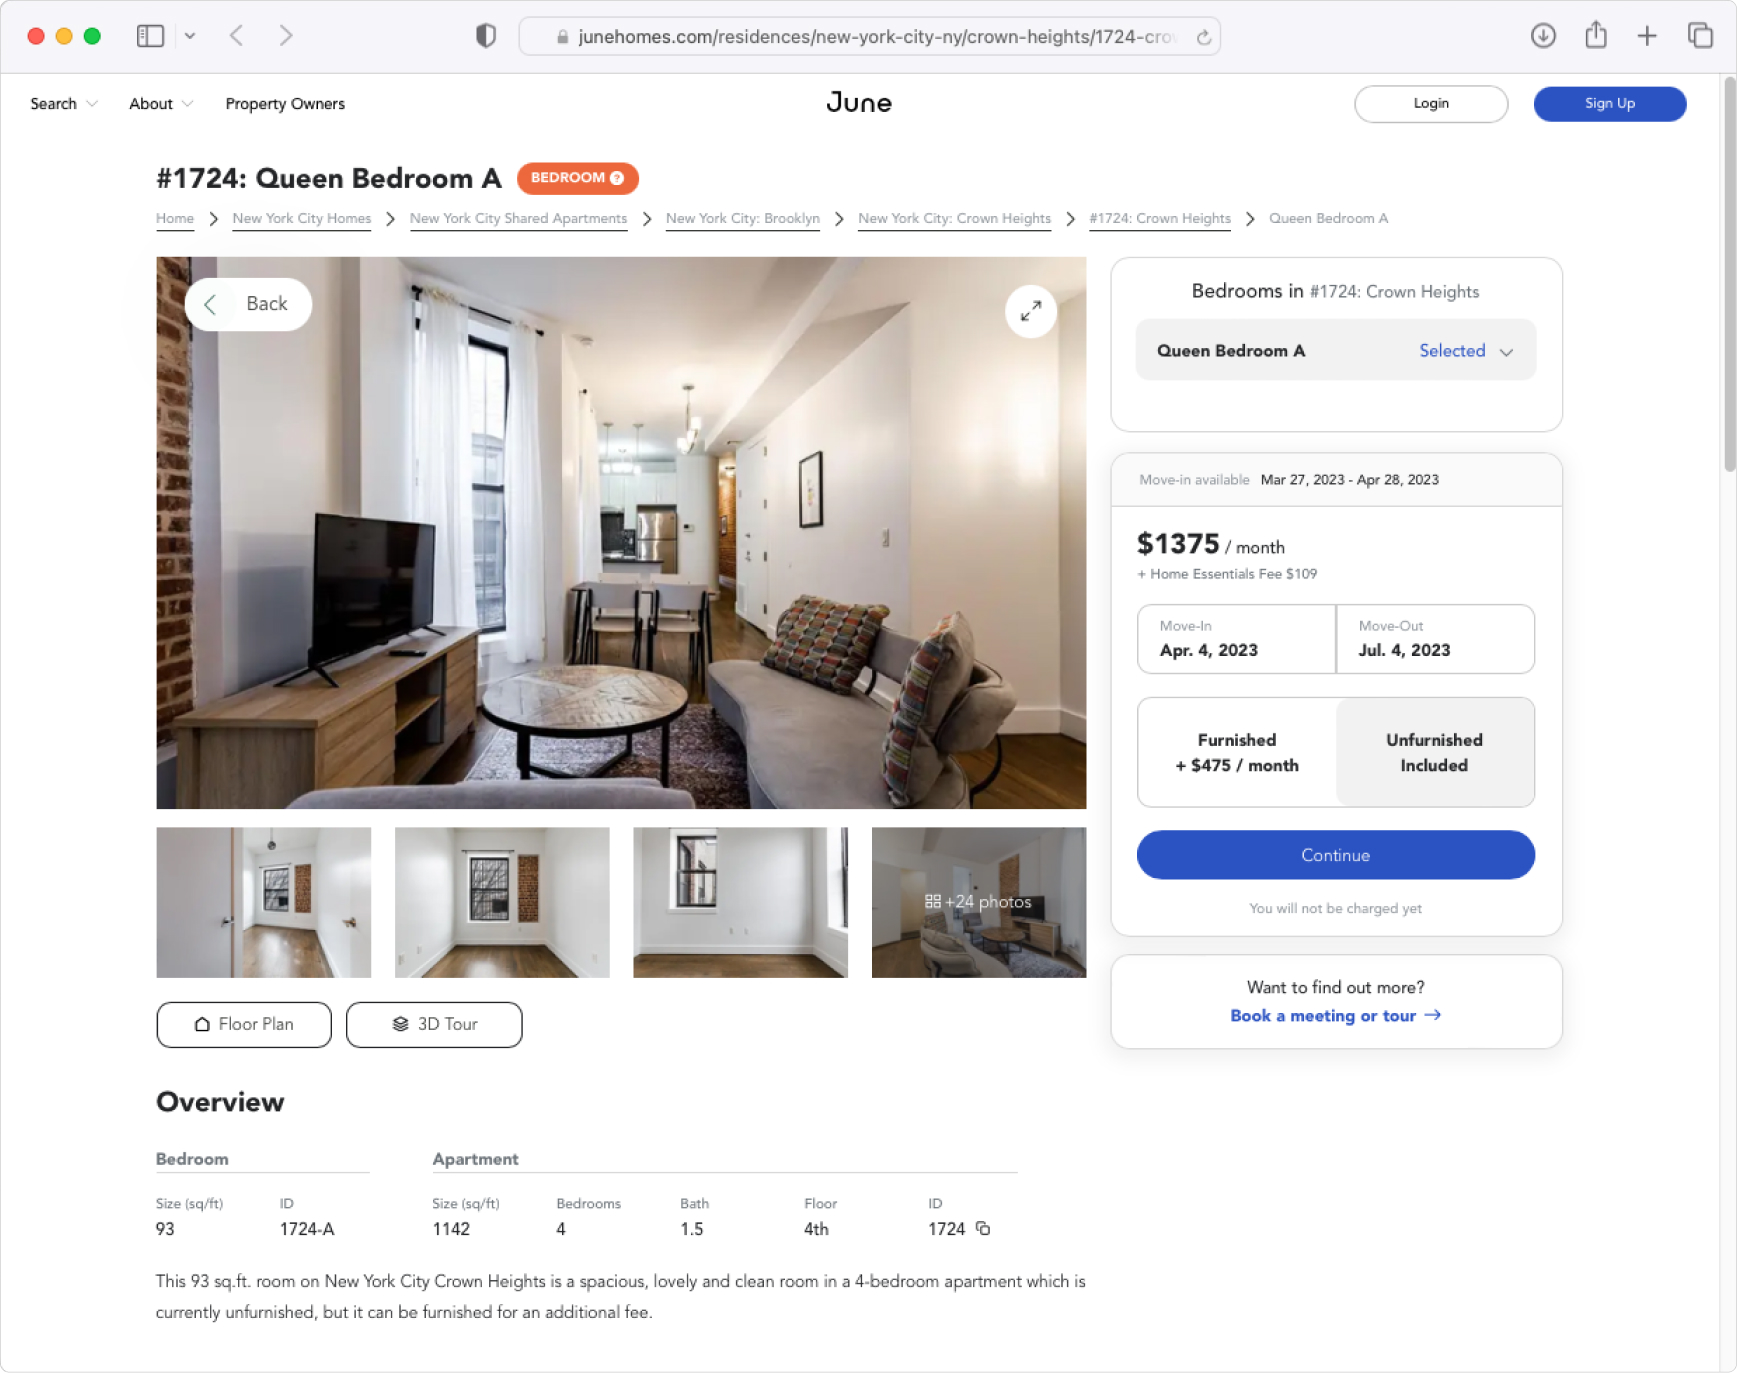 junehomes.com/residences/new-york-city-ny/crown-heights/1724-crow
Search
About
Property Owners
June
Login
Sign Up
#1724: Queen Bedroom A
BEDROOM ?
Home
New York City Homes
New York City Shared Apartments
New York City: Brooklyn
New York City: Crown Heights
#1724: Crown Heights
Queen Bedroom A
Back
+24 photos
Floor Plan
3D Tour
Bedrooms in #1724: Crown Heights
Queen Bedroom A
Selected
Move-in available Mar 27, 2023 - Apr 28, 2023
$1375 / month
+ Home Essentials Fee $109
Move-In
Apr. 4, 2023
Move-Out
Jul. 4, 2023
Furnished
+ $475 / month
Unfurnished
Included
Continue
You will not be charged yet
Want to find out more?
Book a meeting or tour →
Overview
Bedroom
Size (sq/ft)
93
ID
1724-A
Apartment
Size (sq/ft)
1142
Bedrooms
4
Bath
1.5
Floor
4th
ID
1724
This 93 sq.ft. room on New York City Crown Heights is a spacious, lovely and clean room in a 4-bedroom apartment which is
currently unfurnished, but it can be furnished for an additional fee.